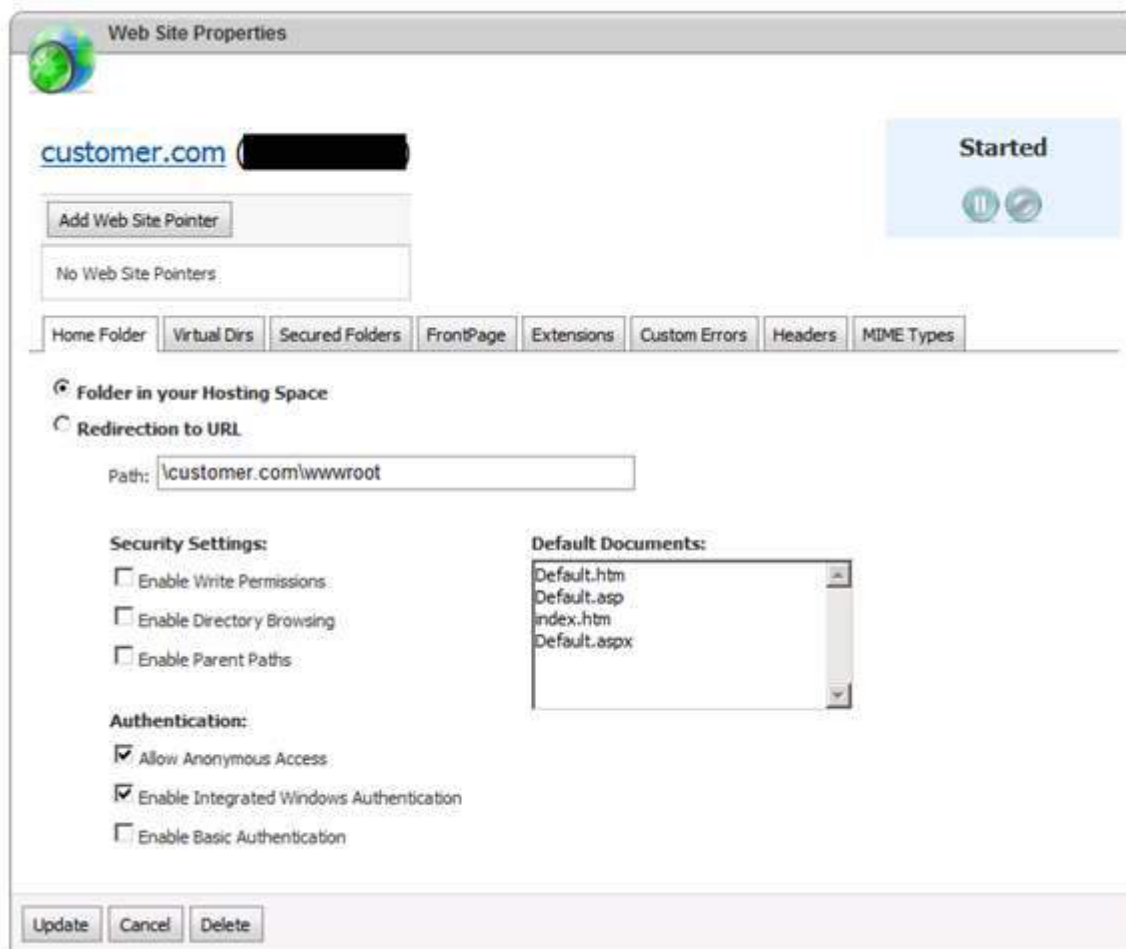 Web Site Properties
customer.com ( )
Started
Add Web Site Pointer
No Web Site Pointers
Home Folder Virtual Dirs Secured Folders FrontPage Extensions Custom Errors Headers MIME Types
Folder in your Hosting Space
Redirection to URL
Path: \customer.com\wwwroot
Security Settings:
Enable Write Permissions
Enable Directory Browsing
Enable Parent Paths
Default Documents:
Default.htm
Default.asp
index.htm
Default.aspx
Authentication:
Allow Anonymous Access
Enable Integrated Windows Authentication
Enable Basic Authentication
Update Cancel Delete